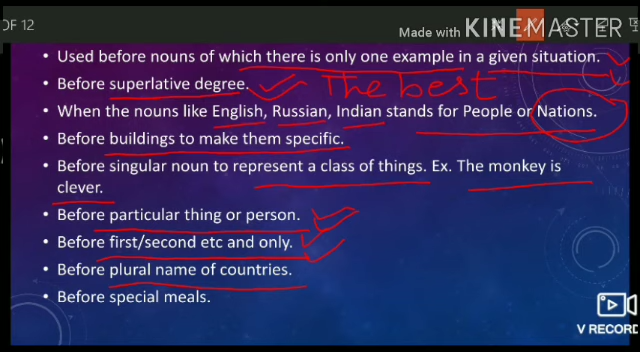 OF 12
Made with KINEMASTER
• Used before nouns of which there is only one example in a given situation.
• Before superlative degree. The best
• When the nouns like English, Russian, Indian stands for People or Nations.
• Before buildings to make them specific.
• Before singular noun to represent a class of things. Ex. The monkey is
clever.
• Before particular thing or person.
• Before first/second etc and only.
• Before plural name of countries.
• Before special meals.
V RECORD